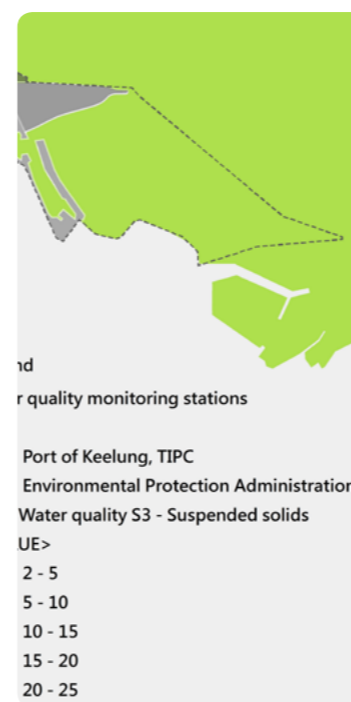 nd
r quality monitoring stations
Port of Keelung, TIPC
Environmental Protection Administration
Water quality S3 - Suspended solids
UE>
2 - 5
5 - 10
10 - 15
15 - 20
20 - 25